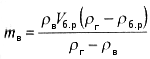 m_в = ρ_в V_б.р (ρ_г − ρ_б.р) / (ρ_г − ρ_в)